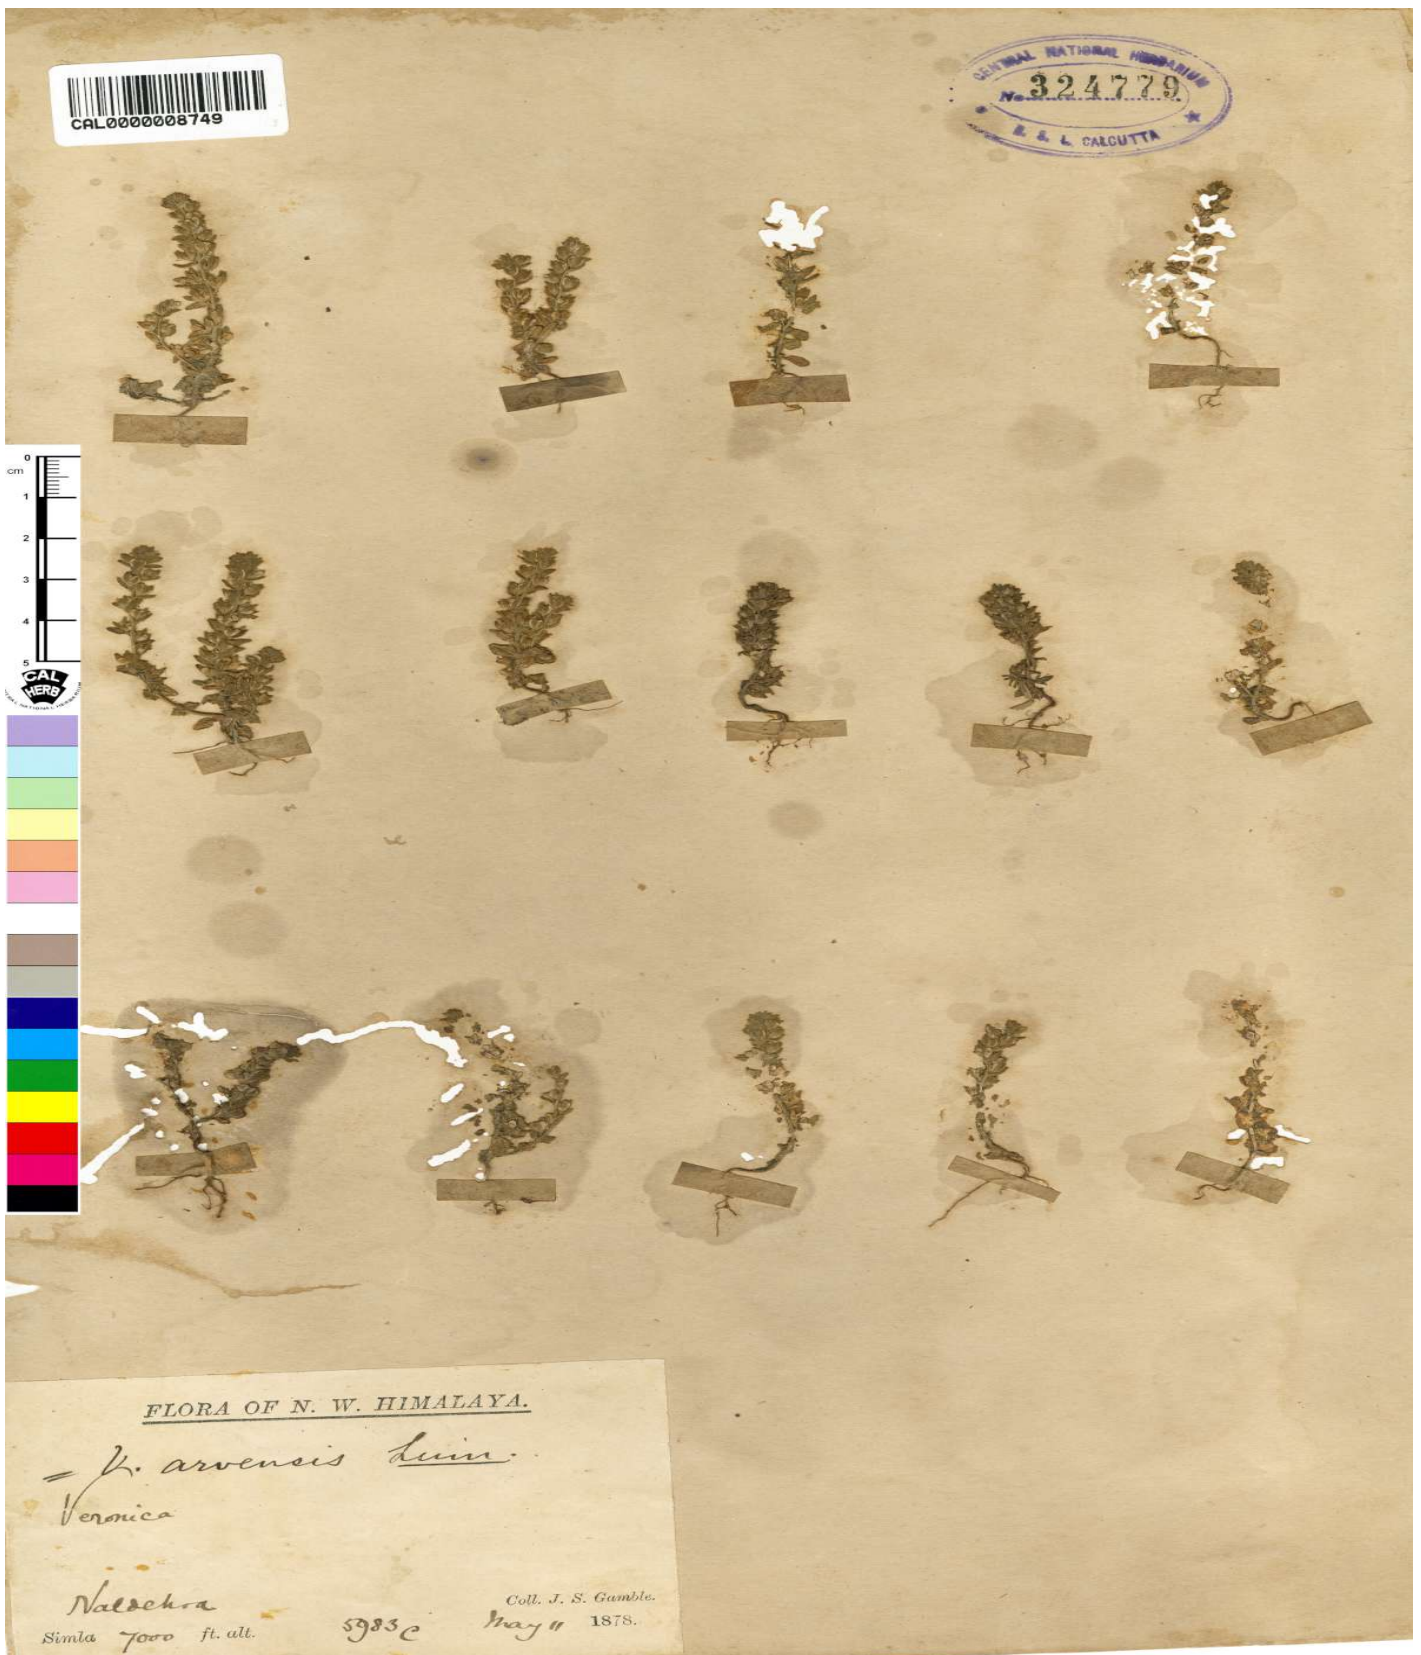 CAL0000008749
CENTRAL NATIONAL HERBARIUM
No. 324779
B. S. I. CALCUTTA
0
cm
1
2
3
4
5
CAL
HERB
FLORA OF N. W. HIMALAYA.
= V. arvensis Linn.
Veronica
Naldehra
Coll. J. S. Gamble.
Simla 7000 ft. alt. 5983 C May 11 1878.